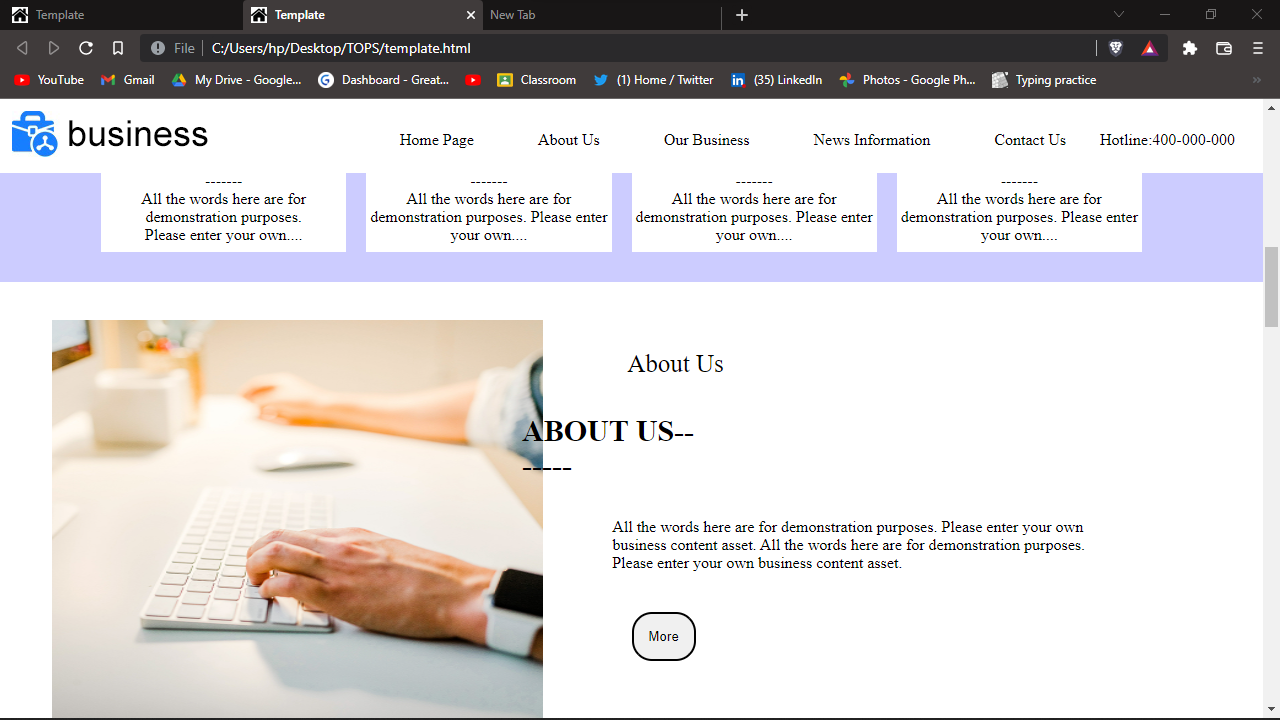 Template
Template
New Tab
File
C:/Users/hp/Desktop/TOPS/template.html
YouTube
Gmail
My Drive - Google...
Dashboard - Great...
Classroom
(1) Home / Twitter
(35) LinkedIn
Photos - Google Ph...
Typing practice
business
Home Page
About Us
Our Business
News Information
Contact Us
Hotline:400-000-000
-------
All the words here are for
demonstration purposes.
Please enter your own....
-------
All the words here are for
demonstration purposes. Please enter
your own....
-------
All the words here are for
demonstration purposes. Please enter
your own....
-------
All the words here are for
demonstration purposes. Please enter
your own....
About Us
ABOUT US--
-----
All the words here are for demonstration purposes. Please enter your own
business content asset. All the words here are for demonstration purposes.
Please enter your own business content asset.
More